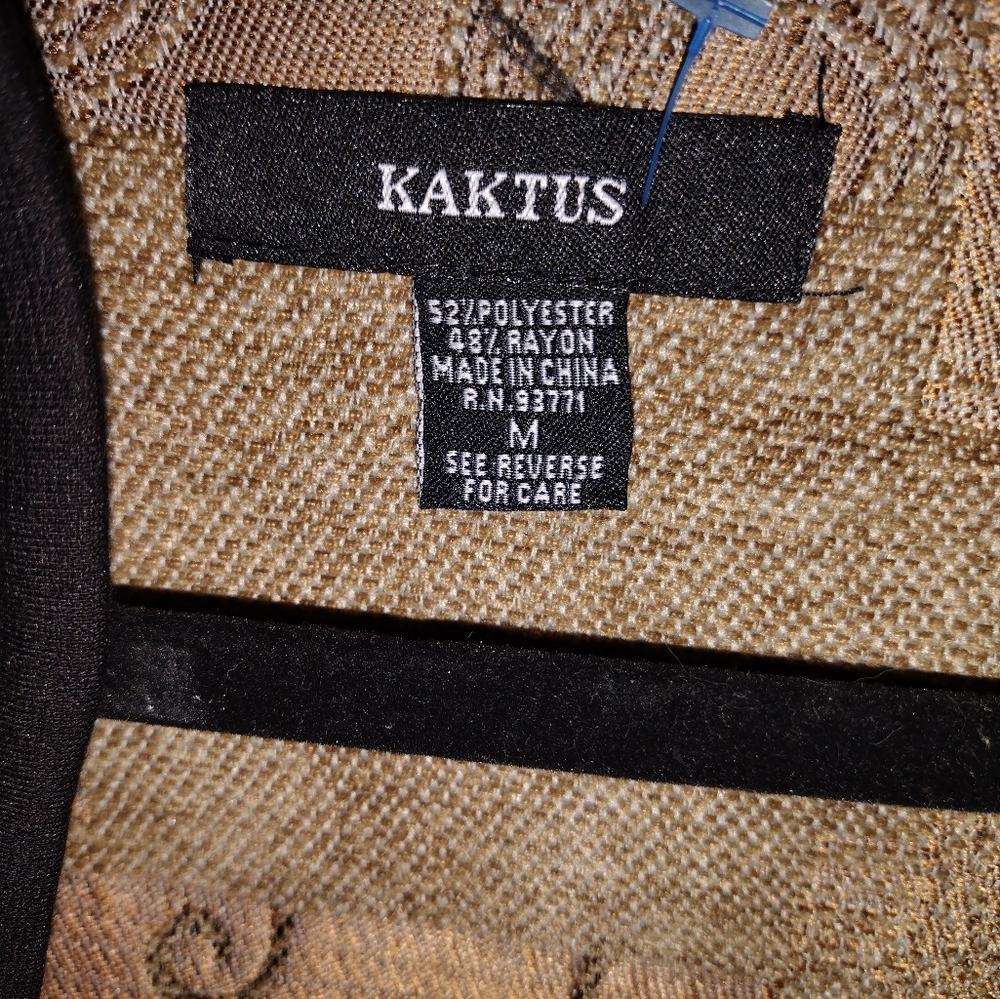 KAKTUS
52%POLYESTER
48% RAYON
MADE IN CHINA
R.N.93771
M
SEE REVERSE
FOR CARE